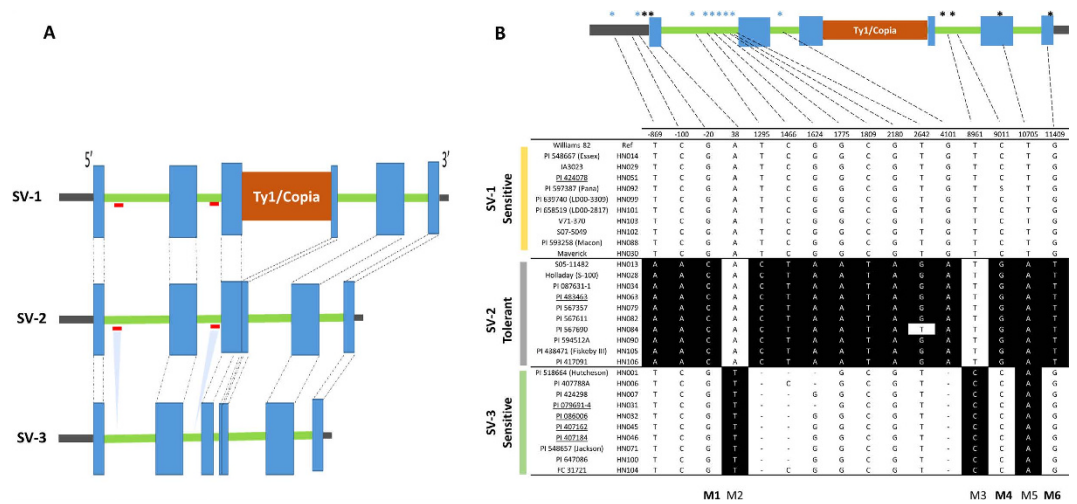 A
B
* * * * * * * * * * * * * * *
Ty1/Copia
5' 3'
SV-1 Ty1/Copia
SV-2
SV-3
-869 -100 -20 38 1295 1466 1624 1775 1809 2180 2642 4101 8961 9011 10705 11409
SV-1 Sensitive
Williams 82 Ref T C G A T C G G C G T G T C T G
PI 548667 (Essex) HN014 T C G A T C G G C G T G T C T G
IA3023 HN029 T C G A T C G G C G T G T C T G
PI 424078 HN051 T C G A T C G G C G T G T C T G
PI 597387 (Pana) HN092 T C G A T C G G C G T G T S T G
PI 639740 (LD00-3309) HN099 T C G A T C G G C G T G T C T G
PI 658519 (LD00-2817) HN101 T C G A T C G G C G T G T C T G
V71-370 HN103 T C G A T C G G C G T G T C T G
S07-5049 HN102 T C G A T C G G C G T G T C T G
PI 593258 (Macon) HN088 T C G A T C G G C G T G T C T G
Maverick HN030 T C G A T C G G C G T G T C T G
SV-2 Tolerant
S05-11482 HN013 A A C A C T A A T A G A T G A T
Holladay (S-100) HN028 A A C A C T A A T A G A T G A T
PI 087631-1 HN034 A A C A C T A A T A G A T G A T
PI 483463 HN063 A A C A C T A A T A G A T G A T
PI 567357 HN079 A A C A C T A A T A G A T G A T
PI 567611 HN082 A A C A C T A A T A G A T G A T
PI 567690 HN084 A A C A C T A A T A T A T G A T
PI 594512A HN090 A A C A C T A A T A G A T G A T
PI 438471 (Fiskeby III) HN105 A A C A C T A A T A G A T G A T
PI 417091 HN106 A A C A C T A A T A G A T G A T
SV-3 Sensitive
PI 518664 (Hutcheson) HN001 T C G T - - - G C G T - C C A G
PI 407788A HN006 T C G T - C - G C G T - C C A G
PI 424298 HN007 T C G T - - G G C G T - C C A G
PI 079691-4 HN031 T C G T - - - G C G T - C C A G
PI 086006 HN032 T C G T - - G G C G T - C C A G
PI 407162 HN045 T C G T - - G G C G T - C C A G
PI 407184 HN046 T C G T - - G G C G T - C C A G
PI 548657 (Jackson) HN071 T C G T - - G G C G T - C C A G
PI 647086 HN100 T C G T - - G G C G T - C C A G
FC 31721 HN104 T C G T - C G G C G T - C C A G
M1 M2 M3 M4 M5 M6